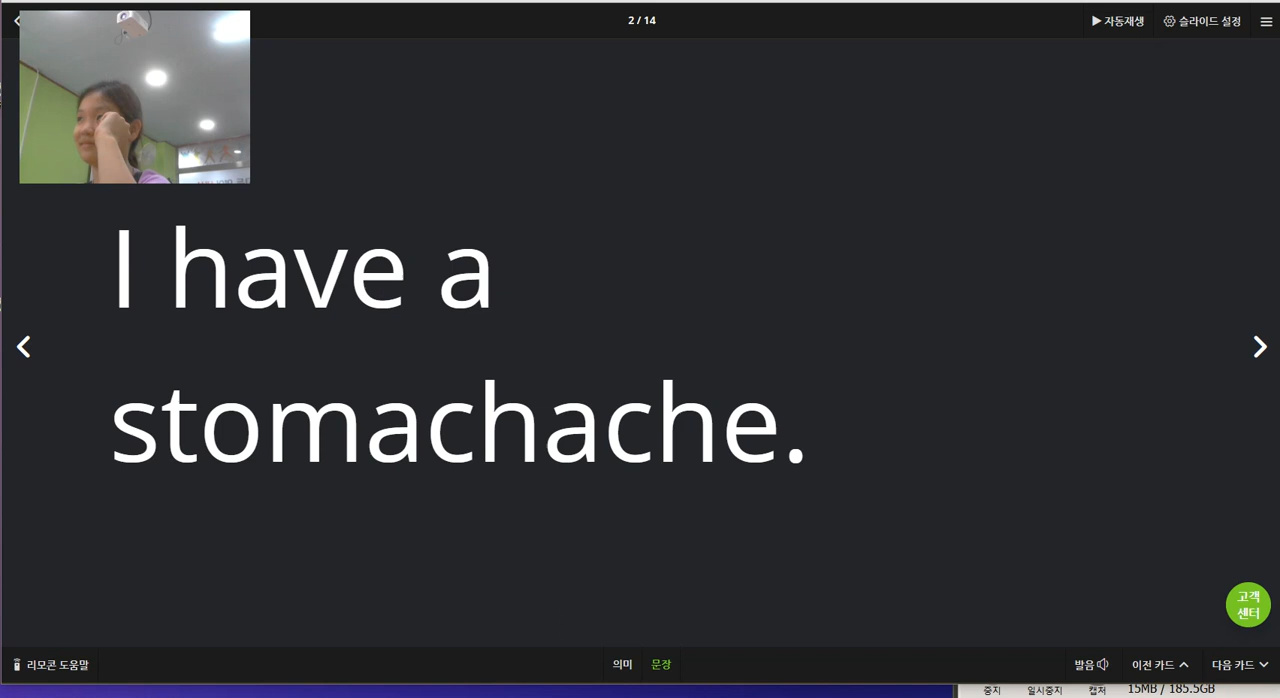 2 / 14
자동재생
슬라이드 설정
I have a
stomachache.
고객
센터
리모콘 도움말
의미
문장
발음
이전 카드
다음 카드
중지
일시중지
캡처
15MB / 185.5GB